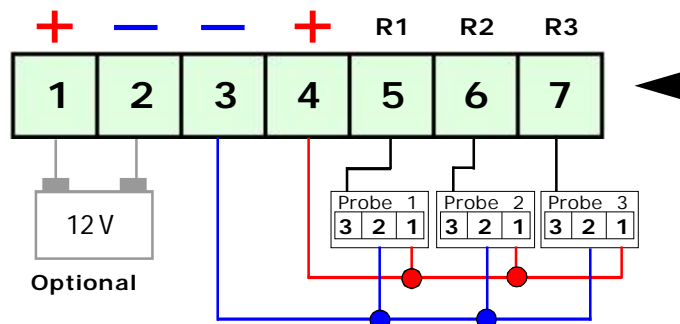 + — — + R1 R2 R3
1 2 3 4 5 6 7
Probe 1 Probe 2 Probe 3
3 2 1 3 2 1 3 2 1
12 V
Optional